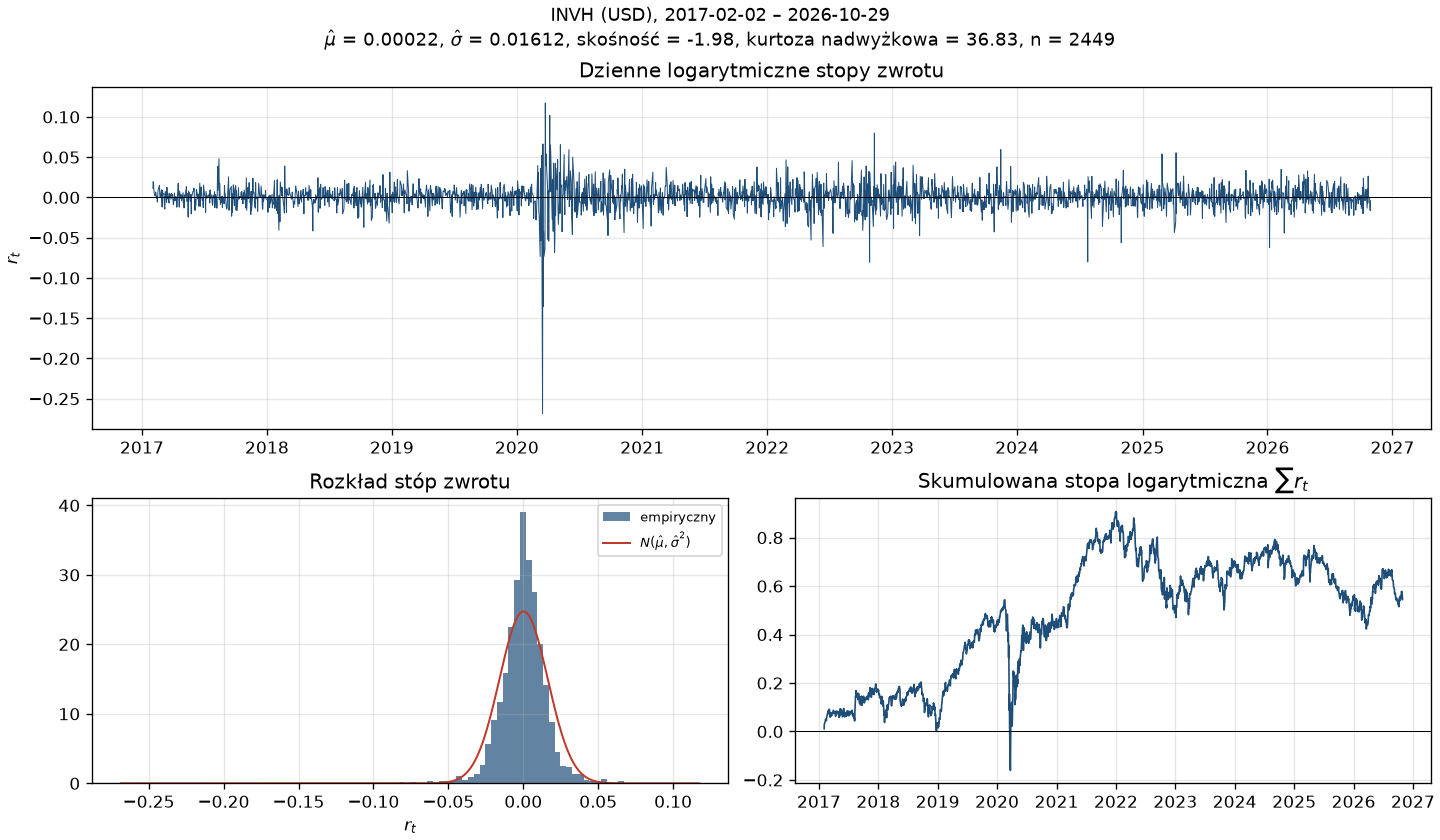 INVH (USD), 2017-02-02 – 2026-10-29
μ̂ = 0.00022, σ̂ = 0.01612, skośność = -1.98, kurtoza nadwyżkowa = 36.83, n = 2449
Dzienne logarytmiczne stopy zwrotu
0.10
0.05
0.00
−0.05
−0.10
−0.15
−0.20
−0.25
r_t
2017 2018 2019 2020 2021 2022 2023 2024 2025 2026 2027
Rozkład stóp zwrotu
40
30
20
10
0
empiryczny
N(μ̂, σ̂²)
−0.25 −0.20 −0.15 −0.10 −0.05 0.00 0.05 0.10
r_t
Skumulowana stopa logarytmiczna ∑r_t
0.8
0.6
0.4
0.2
0.0
−0.2
2017 2018 2019 2020 2021 2022 2023 2024 2025 2026 2027